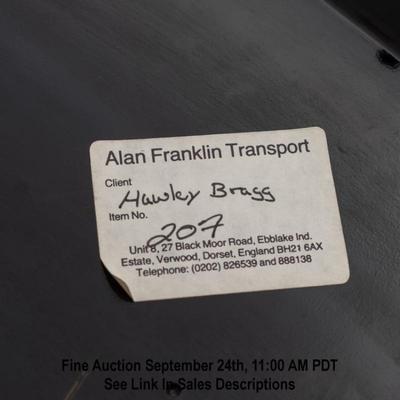 Alan Franklin Transport
Client
Hawley Bragg
Item No.
207
Unit 8, 27 Black Moor Road, Ebblake Ind.
Estate, Verwood, Dorset, England BH21 6AX
Telephone: (0202) 826539 and 888138
Fine Auction September 24th, 11:00 AM PDT
See Link In Sales Descriptions